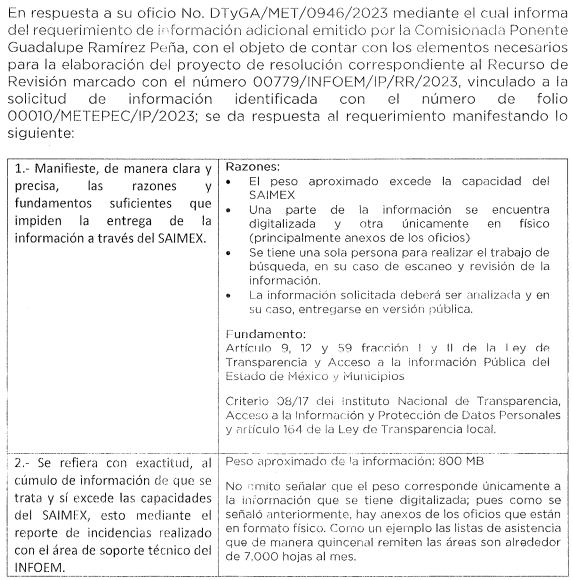 En respuesta a su oficio No. DTyGA/MET/0946/2023 mediante el cual informa
del requerimiento de información adicional emitido por la Comisionada Ponente
Guadalupe Ramírez Peña, con el objeto de contar con los elementos necesarios
para la elaboración del proyecto de resolución correspondiente al Recurso de
Revisión marcado con el número 00779/INFOEM/IP/RR/2023, vinculado a la
solicitud de información identificada con el número de folio
00010/METEPEC/IP/2023; se da respuesta al requerimiento manifestando lo
siguiente:
1.- Manifieste, de manera clara y
precisa, las razones y
fundamentos suficientes que
impiden la entrega de la
información a través del SAIMEX.
Razones:
• El peso aproximado excede la capacidad del
SAIMEX
• Una parte de la información se encuentra
digitalizada y otra únicamente en físico
(principalmente anexos de los oficios)
• Se tiene una sola persona para realizar el trabajo de
búsqueda, en su caso de escaneo y revisión de la
información.
• La información solicitada deberá ser analizada y en
su caso, entregarse en versión pública.
Fundamento:
Artículo 9, 12 y 59 fracción I y II de la Ley de
Transparencia y Acceso a la Información Pública del
Estado de México y Municipios
Criterio 08/17 del Instituto Nacional de Transparencia,
Acceso a la Información y Protección de Datos Personales
y artículo 164 de la Ley de Transparencia local.
2.- Se refiera con exactitud, al
cúmulo de información de que se
trata y sí excede las capacidades
del SAIMEX, esto mediante el
reporte de incidencias realizado
con el área de soporte técnico del
INFOEM.
Peso aproximado de la información: 800 MB
No omito señalar que el peso corresponde únicamente a
la información que se tiene digitalizada; pues como se
señaló anteriormente, hay anexos de los oficios que están
en formato físico. Como un ejemplo las listas de asistencia
que de manera quincenal remiten las áreas son alrededor
de 7,000 hojas al mes.